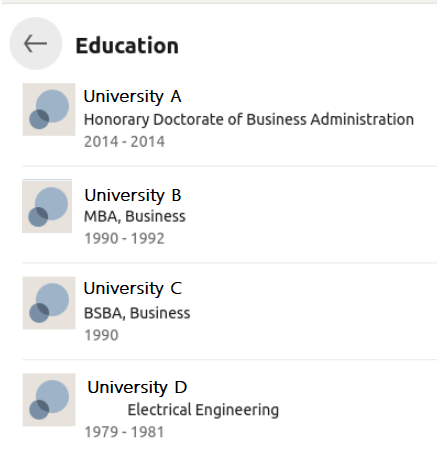 Education
University A
Honorary Doctorate of Business Administration
2014 - 2014
University B
MBA, Business
1990 - 1992
University C
BSBA, Business
1990
University D
Electrical Engineering
1979 - 1981